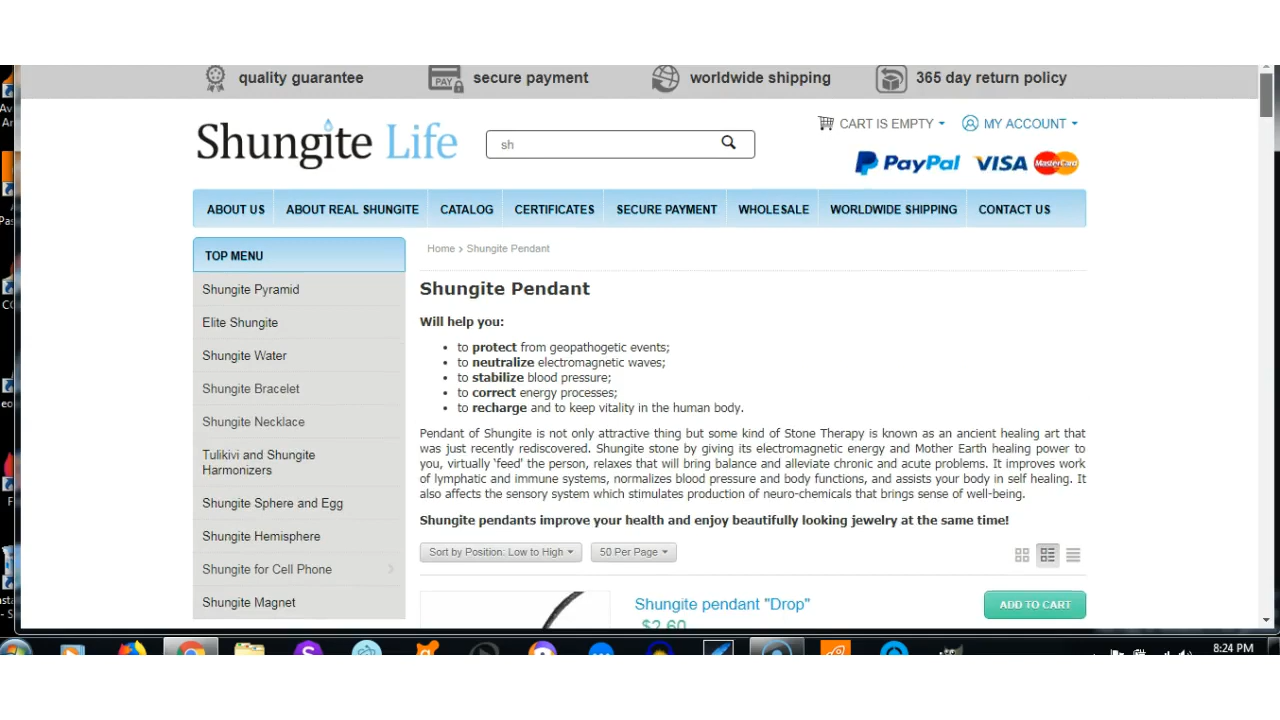 quality guarantee
secure payment
worldwide shipping
365 day return policy
Shungite Life
sh
CART IS EMPTY
MY ACCOUNT
PayPal
VISA
MasterCard
ABOUT US
ABOUT REAL SHUNGITE
CATALOG
CERTIFICATES
SECURE PAYMENT
WHOLESALE
WORLDWIDE SHIPPING
CONTACT US
TOP MENU
Shungite Pyramid
Elite Shungite
Shungite Water
Shungite Bracelet
Shungite Necklace
Tulikivi and Shungite
Harmonizers
Shungite Sphere and Egg
Shungite Hemisphere
Shungite for Cell Phone
Shungite Magnet
Home › Shungite Pendant
Shungite Pendant
Will help you:
• to protect from geopathogetic events;
• to neutralize electromagnetic waves;
• to stabilize blood pressure;
• to correct energy processes;
• to recharge and to keep vitality in the human body.
Pendant of Shungite is not only attractive thing but some kind of Stone Therapy is known as an ancient healing art that
was just recently rediscovered. Shungite stone by giving its electromagnetic energy and Mother Earth healing power to
you, virtually ‘feed’ the person, relaxes that will bring balance and alleviate chronic and acute problems. It improves work
of lymphatic and immune systems, normalizes blood pressure and body functions, and assists your body in self healing. It
also affects the sensory system which stimulates production of neuro-chemicals that brings sense of well-being.
Shungite pendants improve your health and enjoy beautifully looking jewelry at the same time!
Sort by Position: Low to High
50 Per Page
Shungite pendant "Drop"
$2.60
ADD TO CART
8:24 PM